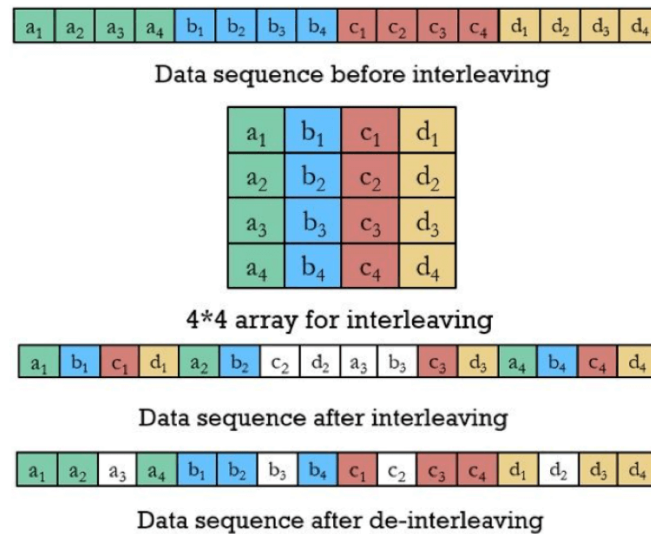 a₁ a₂ a₃ a₄ b₁ b₂ b₃ b₄ c₁ c₂ c₃ c₄ d₁ d₂ d₃ d₄
Data sequence before interleaving
a₁ b₁ c₁ d₁
a₂ b₂ c₂ d₂
a₃ b₃ c₃ d₃
a₄ b₄ c₄ d₄
4*4 array for interleaving
a₁ b₁ c₁ d₁ a₂ b₂ c₂ d₂ a₃ b₃ c₃ d₃ a₄ b₄ c₄ d₄
Data sequence after interleaving
a₁ a₂ a₃ a₄ b₁ b₂ b₃ b₄ c₁ c₂ c₃ c₄ d₁ d₂ d₃ d₄
Data sequence after de-interleaving